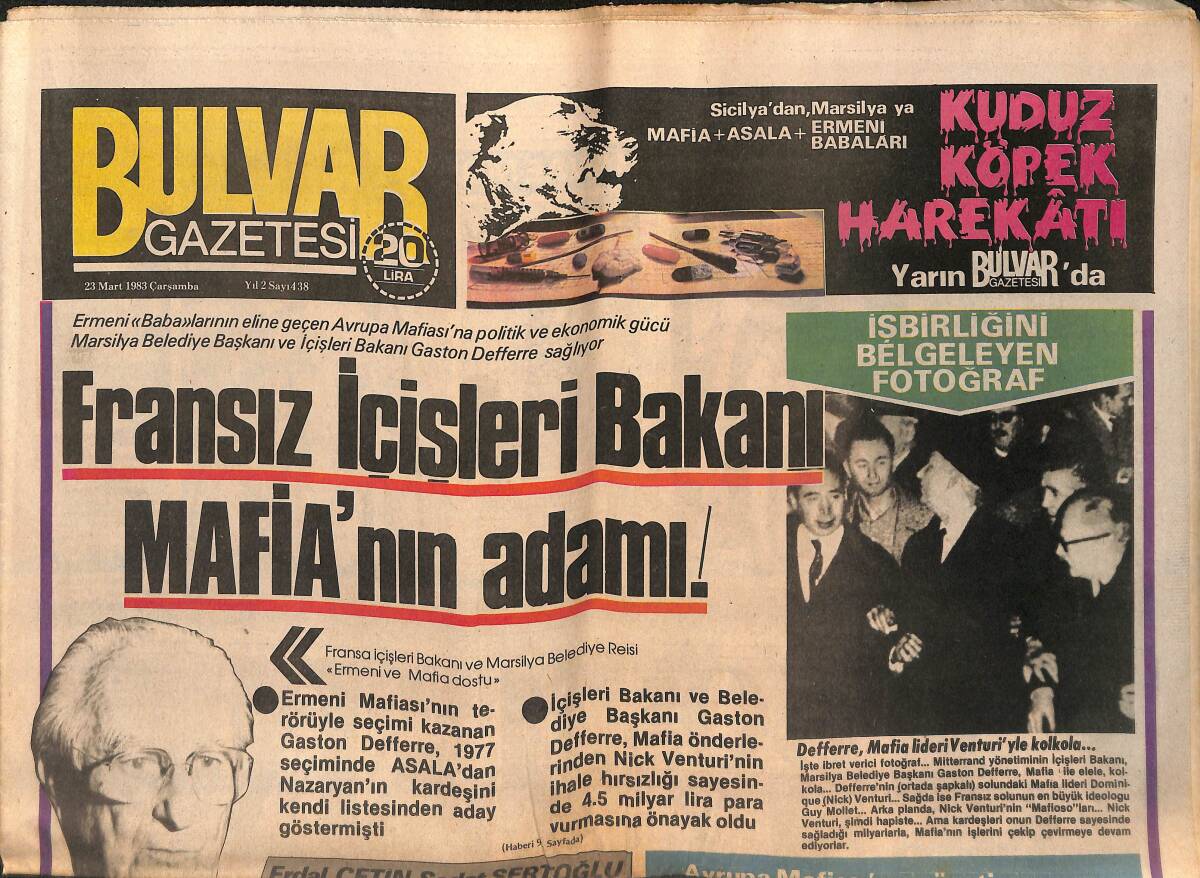 BULVAR
GAZETESİ
20
LİRA
23 Mart 1983 Çarşamba Yıl 2 Sayı 438
Sicilya'dan, Marsilya ya
MAFİA + ASALA + ERMENİ
BABALARI
KUDUZ
KÖPEK
HAREKÂTI
Yarın BULVAR GAZETESİ 'da
Ermeni «Baba»larının eline geçen Avrupa Mafiası'na politik ve ekonomik gücü
Marsilya Belediye Başkanı ve İçişleri Bakanı Gaston Defferre sağlıyor
Fransız İçişleri Bakanı
MAFİA'nın adamı!
İŞBİRLİĞİNİ
BELGELEYEN
FOTOĞRAF
Fransa içişleri Bakanı ve Marsilya Belediye Reisi
«Ermeni ve Mafia dostu»
Ermeni Mafiası'nın te-
rörüyle seçimi kazanan
Gaston Defferre, 1977
seçiminde ASALA'dan
Nazaryan'ın kardeşini
kendi listesinden aday
göstermişti
İçişleri Bakanı ve Bele-
diye Başkanı Gaston
Defferre, Mafia önderle-
rinden Nick Venturi'nin
ihale hırsızlığı sayesin-
de 4.5 milyar lira para
vurmasına önayak oldu
(Haberi 9. Sayfada)
Defferre, Mafia lideri Venturi'yle kolkola...
İşte ibret verici fotoğraf... Mitterrand yönetiminin İçişleri Bakanı,
Marsilya Belediye Başkanı Gaston Defferre, Mafia ile elele, kol-
kola... Defferre'nin (ortada şapkalı) solundaki Mafia lideri Domini-
que (Nick) Venturi... Sağda ise Fransız solunun en büyük ideologu
Guy Mollet... Arka planda, Nick Venturi'nin "Mafioso"ları... Nick
Venturi, şimdi hapiste... Ama kardeşleri onun Defferre sayesinde
sağladığı milyarlarla, Mafia'nın işlerini çekip çevirmeye devam
ediyorlar.
Erdal ÇETİN Sedat SERTOĞLU
Avrupa Mafiası'nı